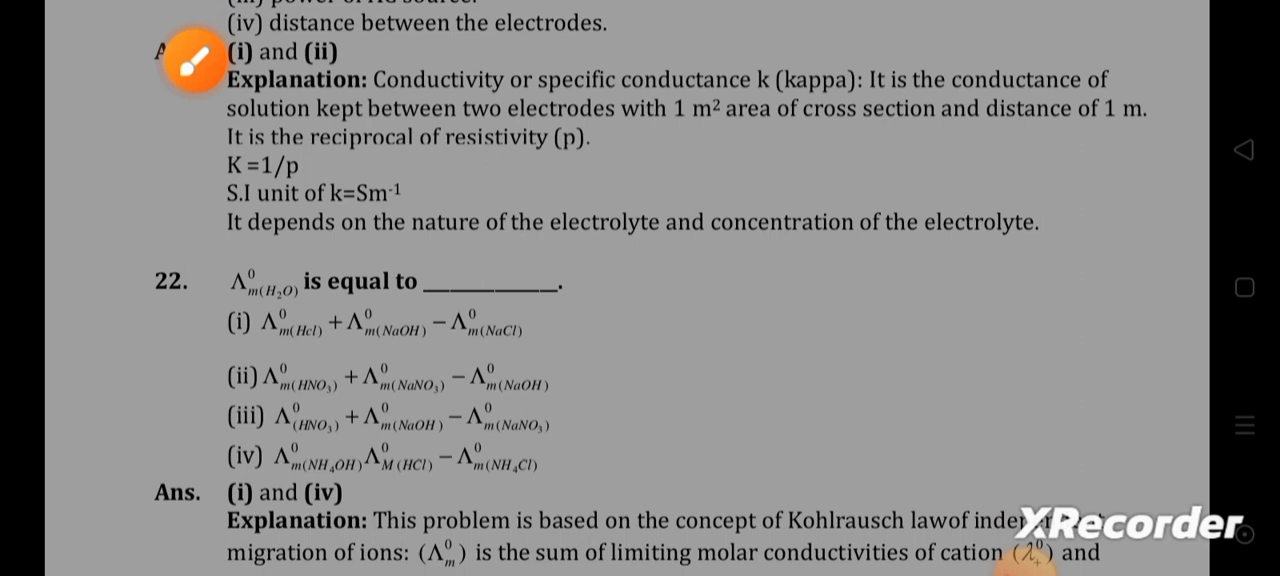 (iii) power of AC source.
(iv) distance between the electrodes.
(i) and (ii)
Explanation: Conductivity or specific conductance k (kappa): It is the conductance of
solution kept between two electrodes with 1 m² area of cross section and distance of 1 m.
It is the reciprocal of resistivity (p).
K =1/p
S.I unit of k=Sm⁻¹
It depends on the nature of the electrolyte and concentration of the electrolyte.
22. Λ⁰m(H₂O) is equal to __________.
(i) Λ⁰m(Hcl) + Λ⁰m(NaOH) − Λ⁰m(NaCl)
(ii) Λ⁰m(HNO₃) + Λ⁰m(NaNO₃) − Λ⁰m(NaOH)
(iii) Λ⁰(HNO₃) + Λ⁰m(NaOH) − Λ⁰m(NaNO₃)
(iv) Λ⁰m(NH₄OH) Λ⁰M(HCl) − Λ⁰m(NH₄Cl)
Ans. (i) and (iv)
Explanation: This problem is based on the concept of Kohlrausch lawof
migration of ions: (Λ⁰m) is the sum of limiting molar conductivities of cation (λ⁰₊) and
XRecorder